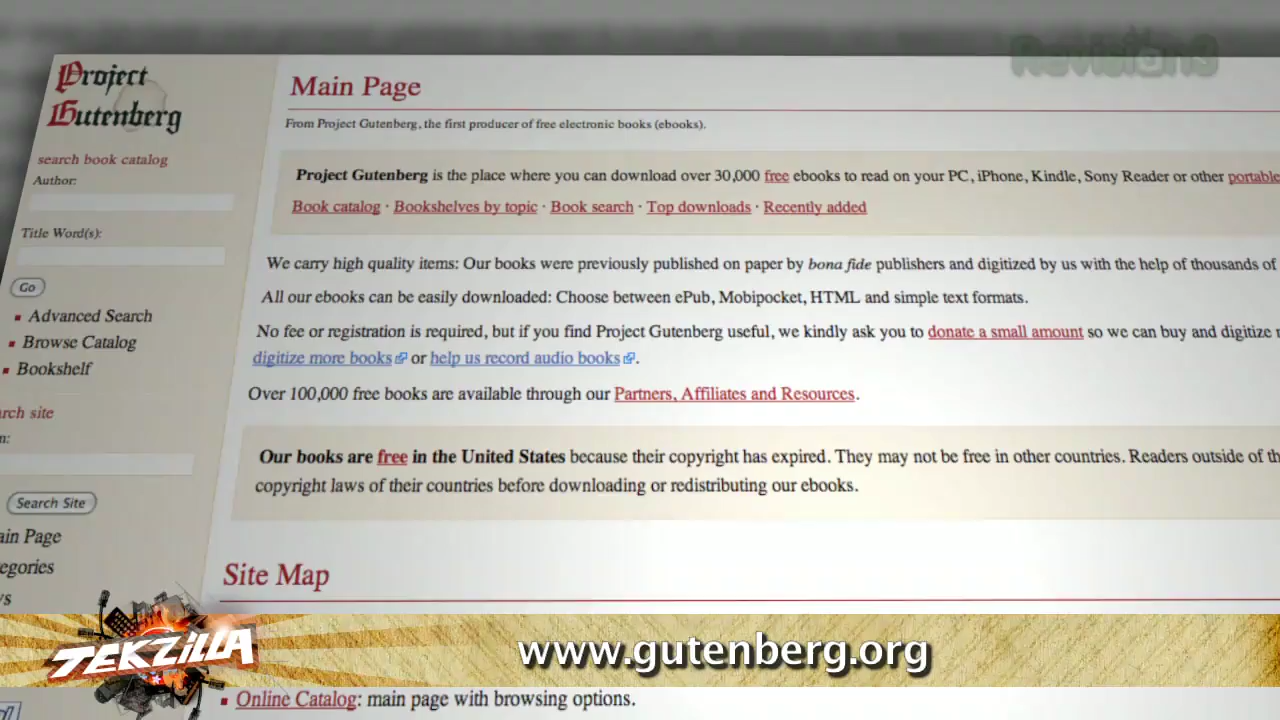 Revision3
Project
Gutenberg
search book catalog
Author:
Title Word(s):
Go
Advanced Search
Browse Catalog
Bookshelf
rch site
Search Site
ain Page
egories
Main Page
From Project Gutenberg, the first producer of free electronic books (ebooks).
Project Gutenberg is the place where you can download over 30,000 free ebooks to read on your PC, iPhone, Kindle, Sony Reader or other portable
Book catalog · Bookshelves by topic · Book search · Top downloads · Recently added
We carry high quality items: Our books were previously published on paper by bona fide publishers and digitized by us with the help of thousands of
All our ebooks can be easily downloaded: Choose between ePub, Mobipocket, HTML and simple text formats.
No fee or registration is required, but if you find Project Gutenberg useful, we kindly ask you to donate a small amount so we can buy and digitize
digitize more books or help us record audio books.
Over 100,000 free books are available through our Partners, Affiliates and Resources.
Our books are free in the United States because their copyright has expired. They may not be free in other countries. Readers outside of th
copyright laws of their countries before downloading or redistributing our ebooks.
Site Map
TEKZILLA
www.gutenberg.org
Online Catalog: main page with browsing options.